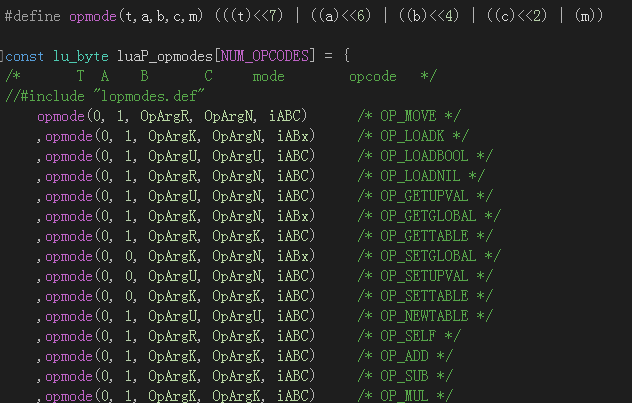 #define opmode(t,a,b,c,m) (((t)<<7) | ((a)<<6) | ((b)<<4) | ((c)<<2) | (m))
const lu_byte luaP_opmodes[NUM_OPCODES] = {
/* T A B C mode opcode */
//#include "lopmodes.def"
opmode(0, 1, OpArgR, OpArgN, iABC) /* OP_MOVE */
,opmode(0, 1, OpArgK, OpArgN, iABx) /* OP_LOADK */
,opmode(0, 1, OpArgU, OpArgU, iABC) /* OP_LOADBOOL */
,opmode(0, 1, OpArgR, OpArgN, iABC) /* OP_LOADNIL */
,opmode(0, 1, OpArgU, OpArgN, iABC) /* OP_GETUPVAL */
,opmode(0, 1, OpArgK, OpArgN, iABx) /* OP_GETGLOBAL */
,opmode(0, 1, OpArgR, OpArgK, iABC) /* OP_GETTABLE */
,opmode(0, 0, OpArgK, OpArgN, iABx) /* OP_SETGLOBAL */
,opmode(0, 0, OpArgU, OpArgN, iABC) /* OP_SETUPVAL */
,opmode(0, 0, OpArgK, OpArgK, iABC) /* OP_SETTABLE */
,opmode(0, 1, OpArgU, OpArgU, iABC) /* OP_NEWTABLE */
,opmode(0, 1, OpArgR, OpArgK, iABC) /* OP_SELF */
,opmode(0, 1, OpArgK, OpArgK, iABC) /* OP_ADD */
,opmode(0, 1, OpArgK, OpArgK, iABC) /* OP_SUB */
,opmode(0, 1, OpArgK, OpArgK, iABC) /* OP_MUL */